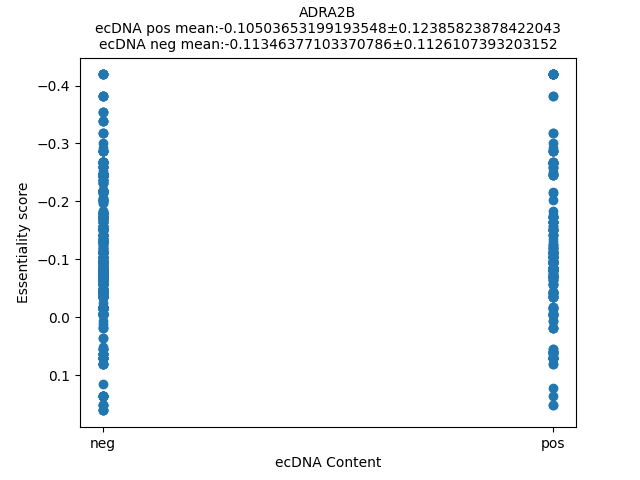 ADRA2B
ecDNA pos mean:-0.10503653199193548±0.12385823878422043
ecDNA neg mean:-0.11346377103370786±0.1126107393203152
−0.4
−0.3
−0.2
−0.1
0.0
0.1
Essentiality score
neg pos
ecDNA Content